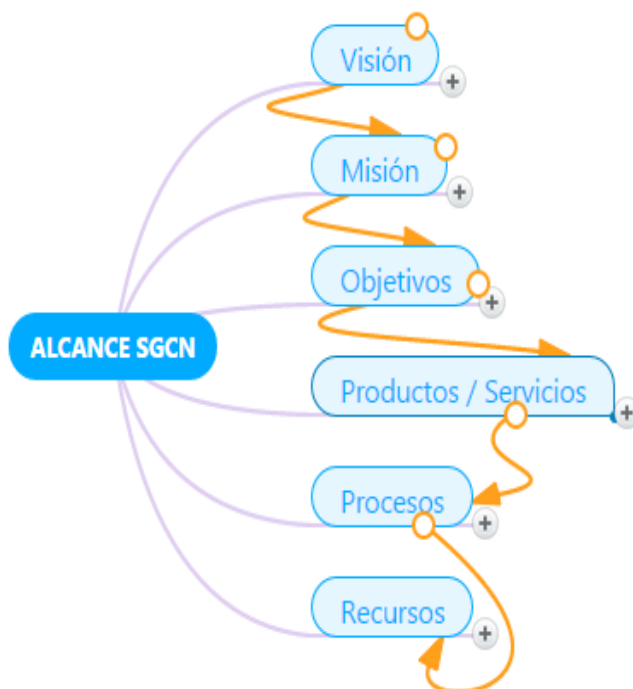 Visión
Misión
Objetivos
ALCANCE SGCN
Productos / Servicios
Procesos
Recursos